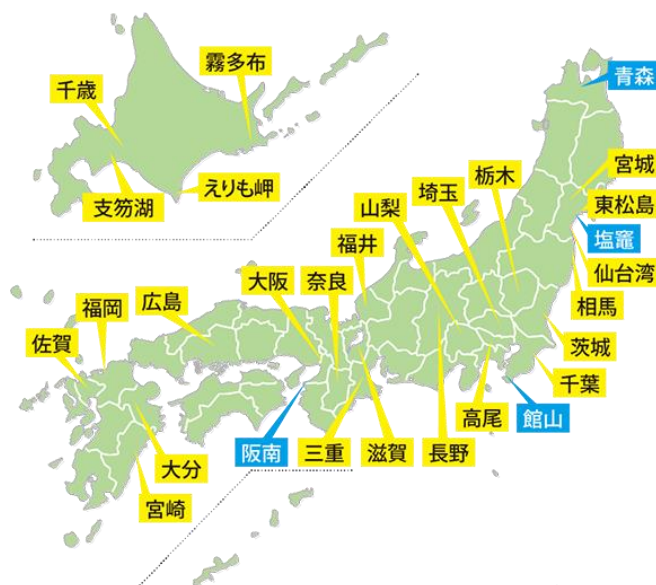 霧多布
千歳
支笏湖
えりも岬
青森
宮城
東松島
塩竈
仙台湾
相馬
栃木
埼玉
山梨
福井
大阪
奈良
広島
福岡
佐賀
茨城
千葉
館山
高尾
長野
滋賀
三重
阪南
大分
宮崎